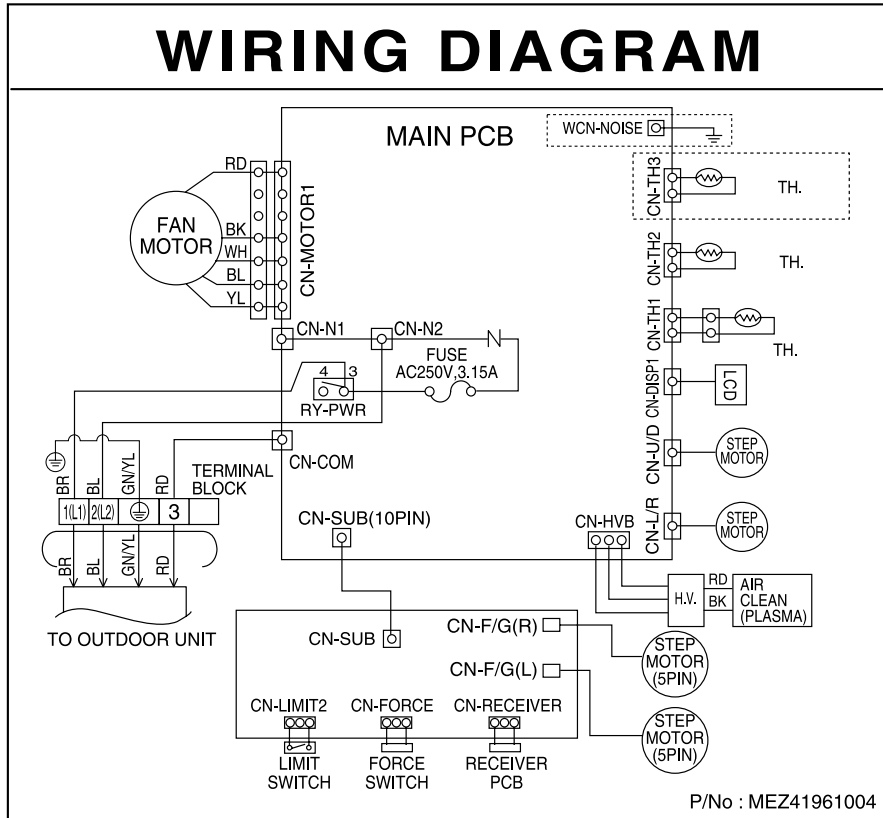 WIRING DIAGRAM
MAIN PCB
WCN-NOISE
RD
BK
WH
BL
YL
FAN
MOTOR
CN-MOTOR1
CN-TH3
TH.
CN-TH2
TH.
CN-TH1
TH.
CN-N1
CN-N2
N
FUSE
AC250V,3.15A
4 3
RY-PWR
CN-DISP1
LCD
CN-U/D
STEP
MOTOR
CN-L/R
STEP
MOTOR
CN-COM
TERMINAL
BLOCK
BR
BL
GN/YL
RD
1(L1)
2(L2)
3
BR
BL
GN/YL
RD
TO OUTDOOR UNIT
CN-SUB(10PIN)
CN-HVB
H.V.
RD
BK
AIR
CLEAN
(PLASMA)
CN-SUB
CN-F/G(R)
CN-F/G(L)
STEP
MOTOR
(5PIN)
STEP
MOTOR
(5PIN)
CN-LIMIT2
CN-FORCE
CN-RECEIVER
LIMIT
SWITCH
FORCE
SWITCH
RECEIVER
PCB
P/No : MEZ41961004